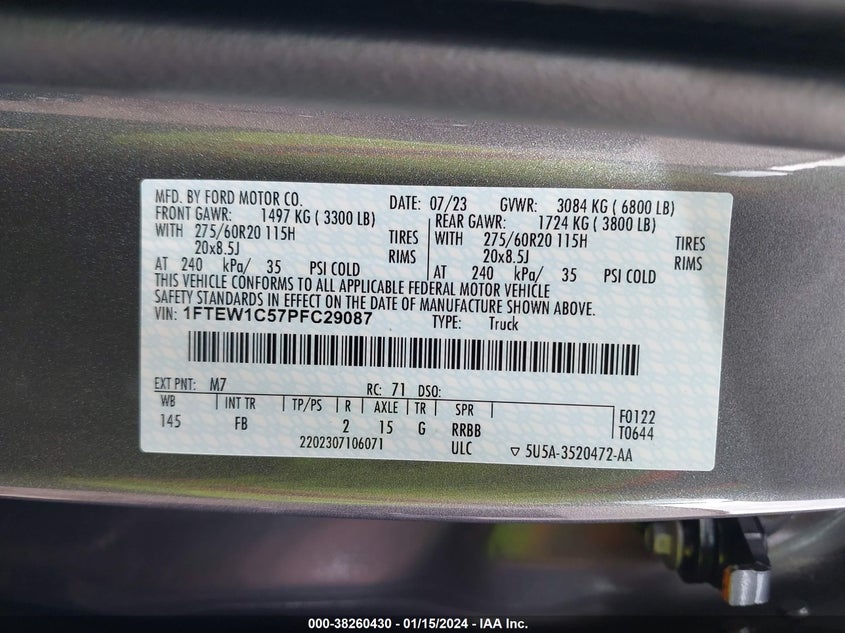 MFD. BY FORD MOTOR CO. DATE: 07/23 GVWR: 3084 KG ( 6800 LB)
FRONT GAWR: 1497 KG ( 3300 LB) REAR GAWR: 1724 KG ( 3800 LB)
WITH 275/60R20 115H TIRES WITH 275/60R20 115H TIRES
20x8.5J RIMS 20x8.5J RIMS
AT 240 kPa/ 35 PSI COLD AT 240 kPa/ 35 PSI COLD
THIS VEHICLE CONFORMS TO ALL APPLICABLE FEDERAL MOTOR VEHICLE
SAFETY STANDARDS IN EFFECT ON THE DATE OF MANUFACTURE SHOWN ABOVE.
VIN: 1FTEW1C57PFC29087 TYPE: Truck
EXT PNT: M7 RC: 71 DSO:
WB INT TR TP/PS R AXLE TR SPR F0122
145 FB 2 15 G RRBB T0644
2202307106071 ULC ▽ 5U5A-3520472-AA
000-38260430 - 01/15/2024 - IAA Inc.